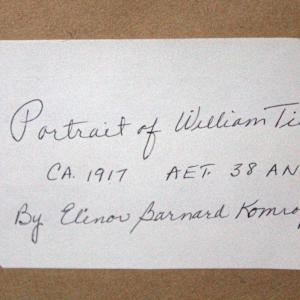 Portrait of William Ti
CA. 1917 AET. 38 AN
By Elinor Barnard Komro